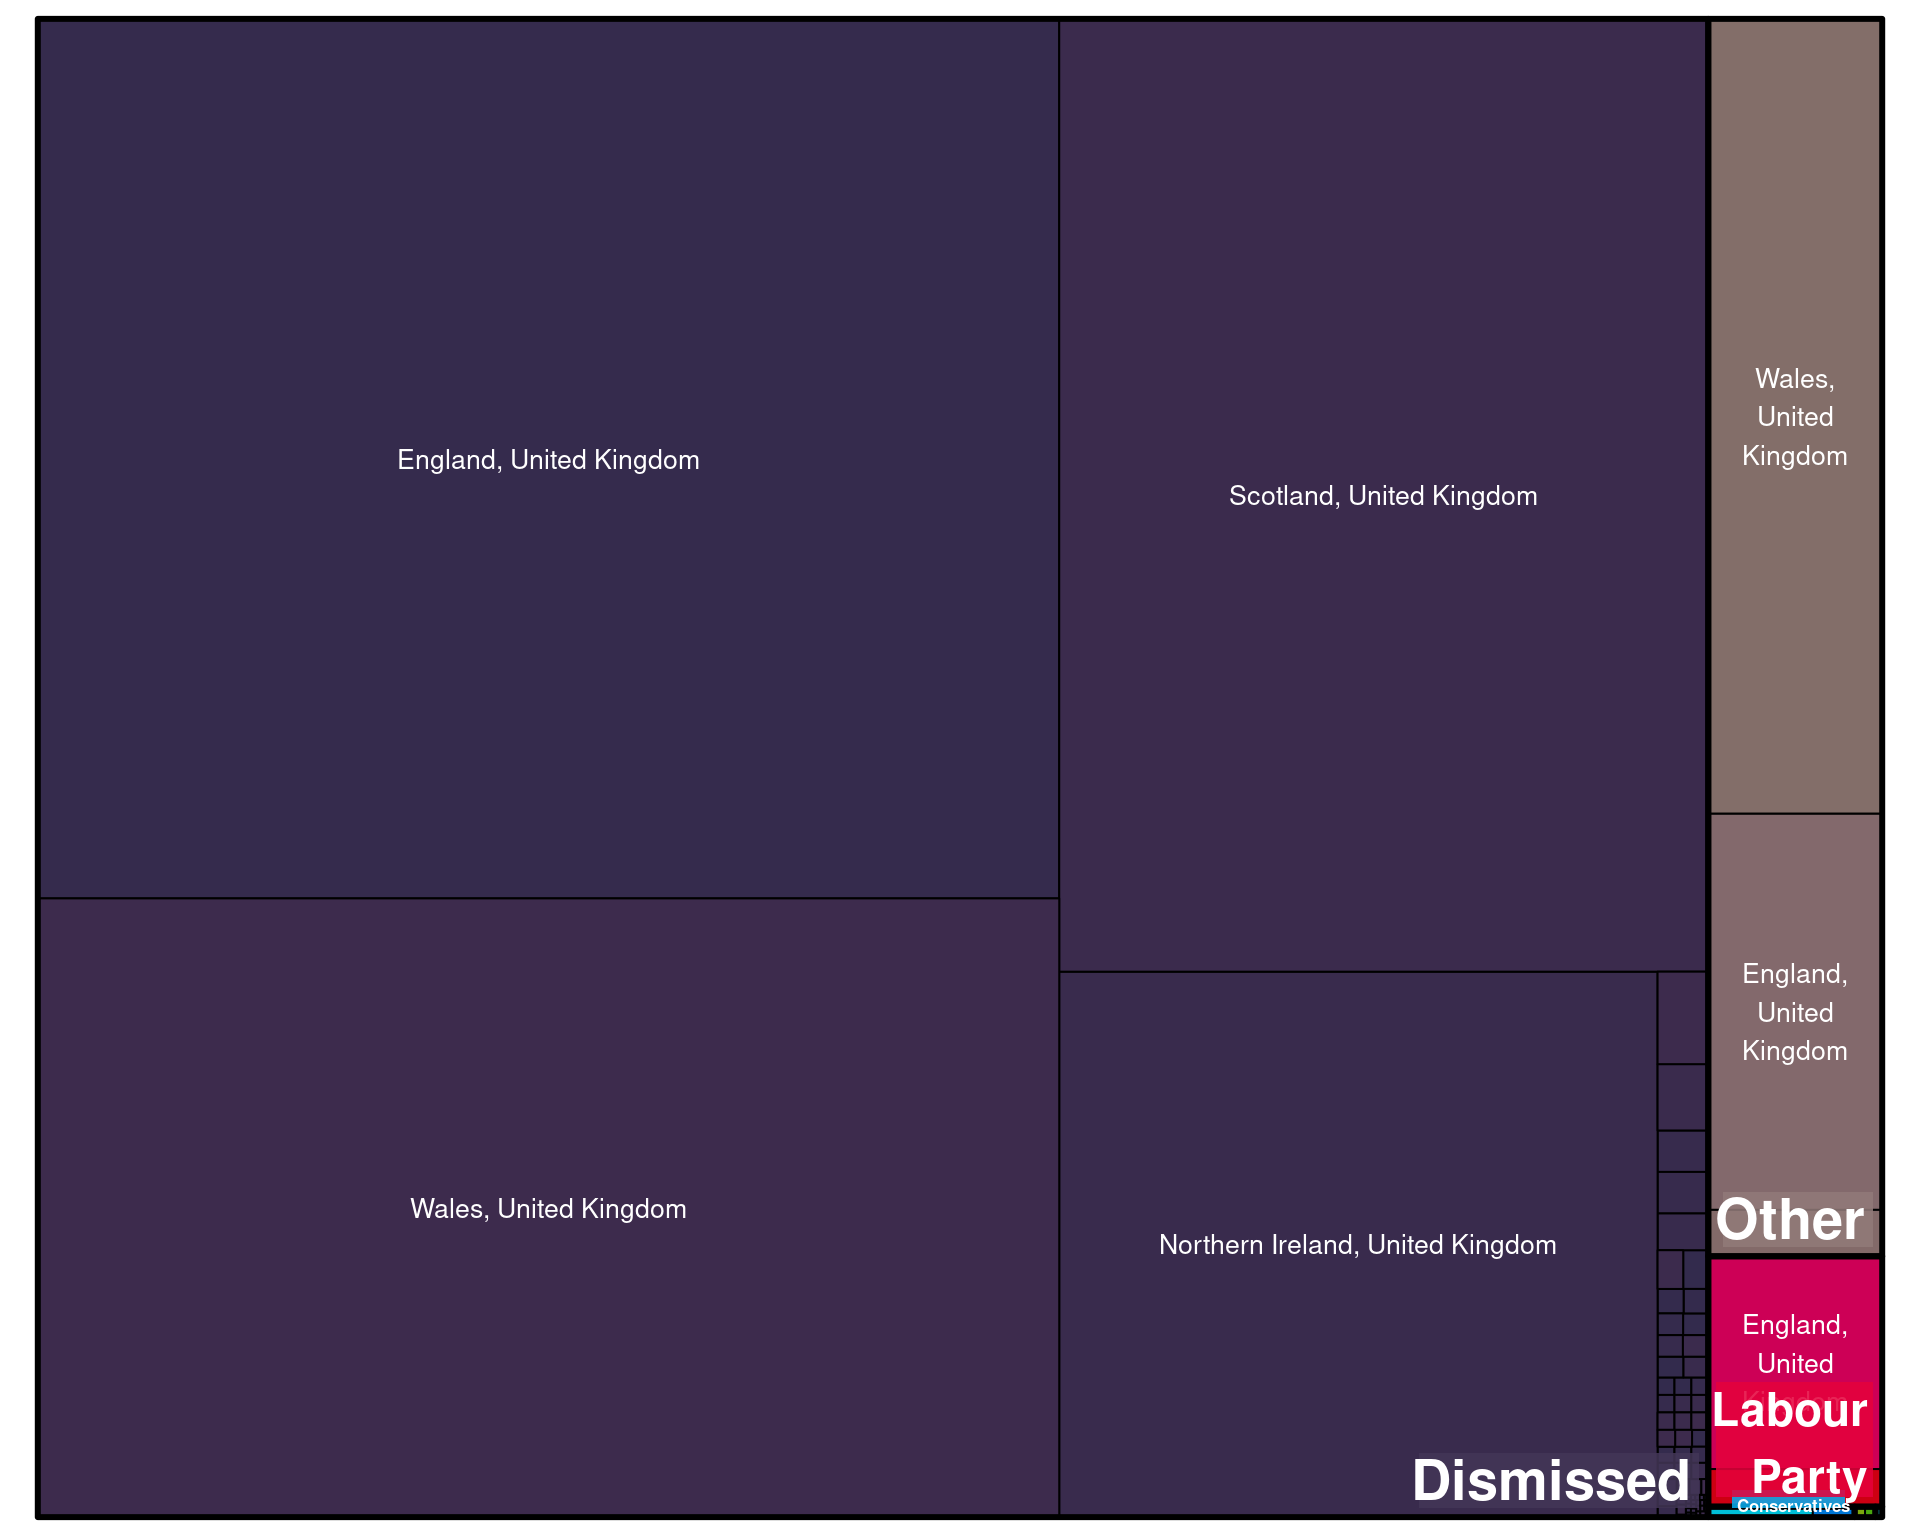 England, United Kingdom
Scotland, United Kingdom
Wales,
United
Kingdom
England,
United
Kingdom
Wales, United Kingdom
Northern Ireland, United Kingdom
Other
England,
United
Kingdom
Labour
Party
Dismissed
Conservatives